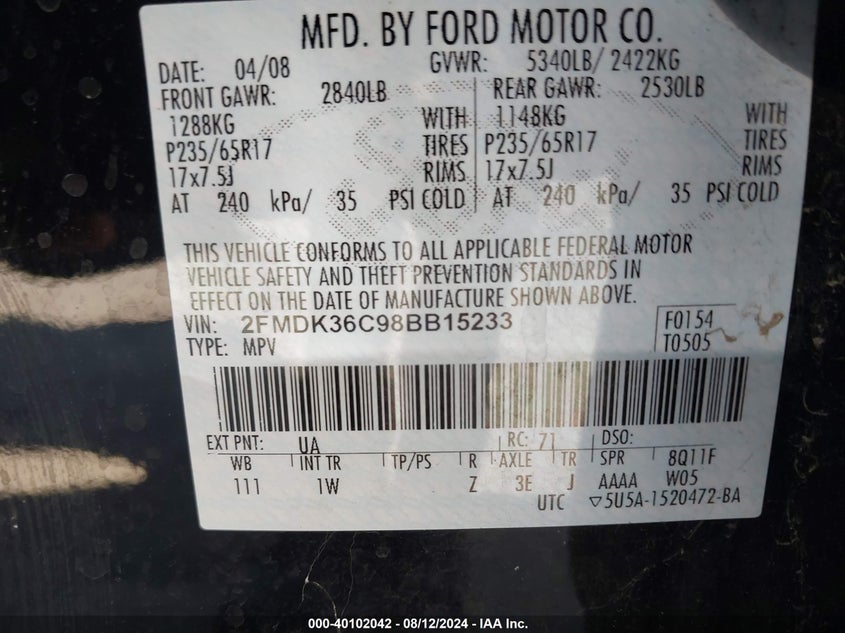 MFD. BY FORD MOTOR CO.
DATE: 04/08 GVWR: 5340LB/ 2422KG
FRONT GAWR: 2840LB REAR GAWR: 2530LB
1288KG WITH 1148KG WITH
P235/65R17 TIRES P235/65R17 TIRES
17x7.5J RIMS 17x7.5J RIMS
AT 240 kPa/ 35 PSI COLD AT 240 kPa/ 35 PSI COLD
THIS VEHICLE CONFORMS TO ALL APPLICABLE FEDERAL MOTOR
VEHICLE SAFETY AND THEFT PREVENTION STANDARDS IN
EFFECT ON THE DATE OF MANUFACTURE SHOWN ABOVE.
VIN: 2FMDK36C98BB15233 F0154
TYPE: MPV T0505
EXT PNT: UA RC: 71 DSO:
WB INT TR TP/PS R AXLE TR SPR 8Q11F
111 1W Z 3E J AAAA W05
UTC ▽5U5A-1520472-BA
000-40102042 - 08/12/2024 - IAA Inc.